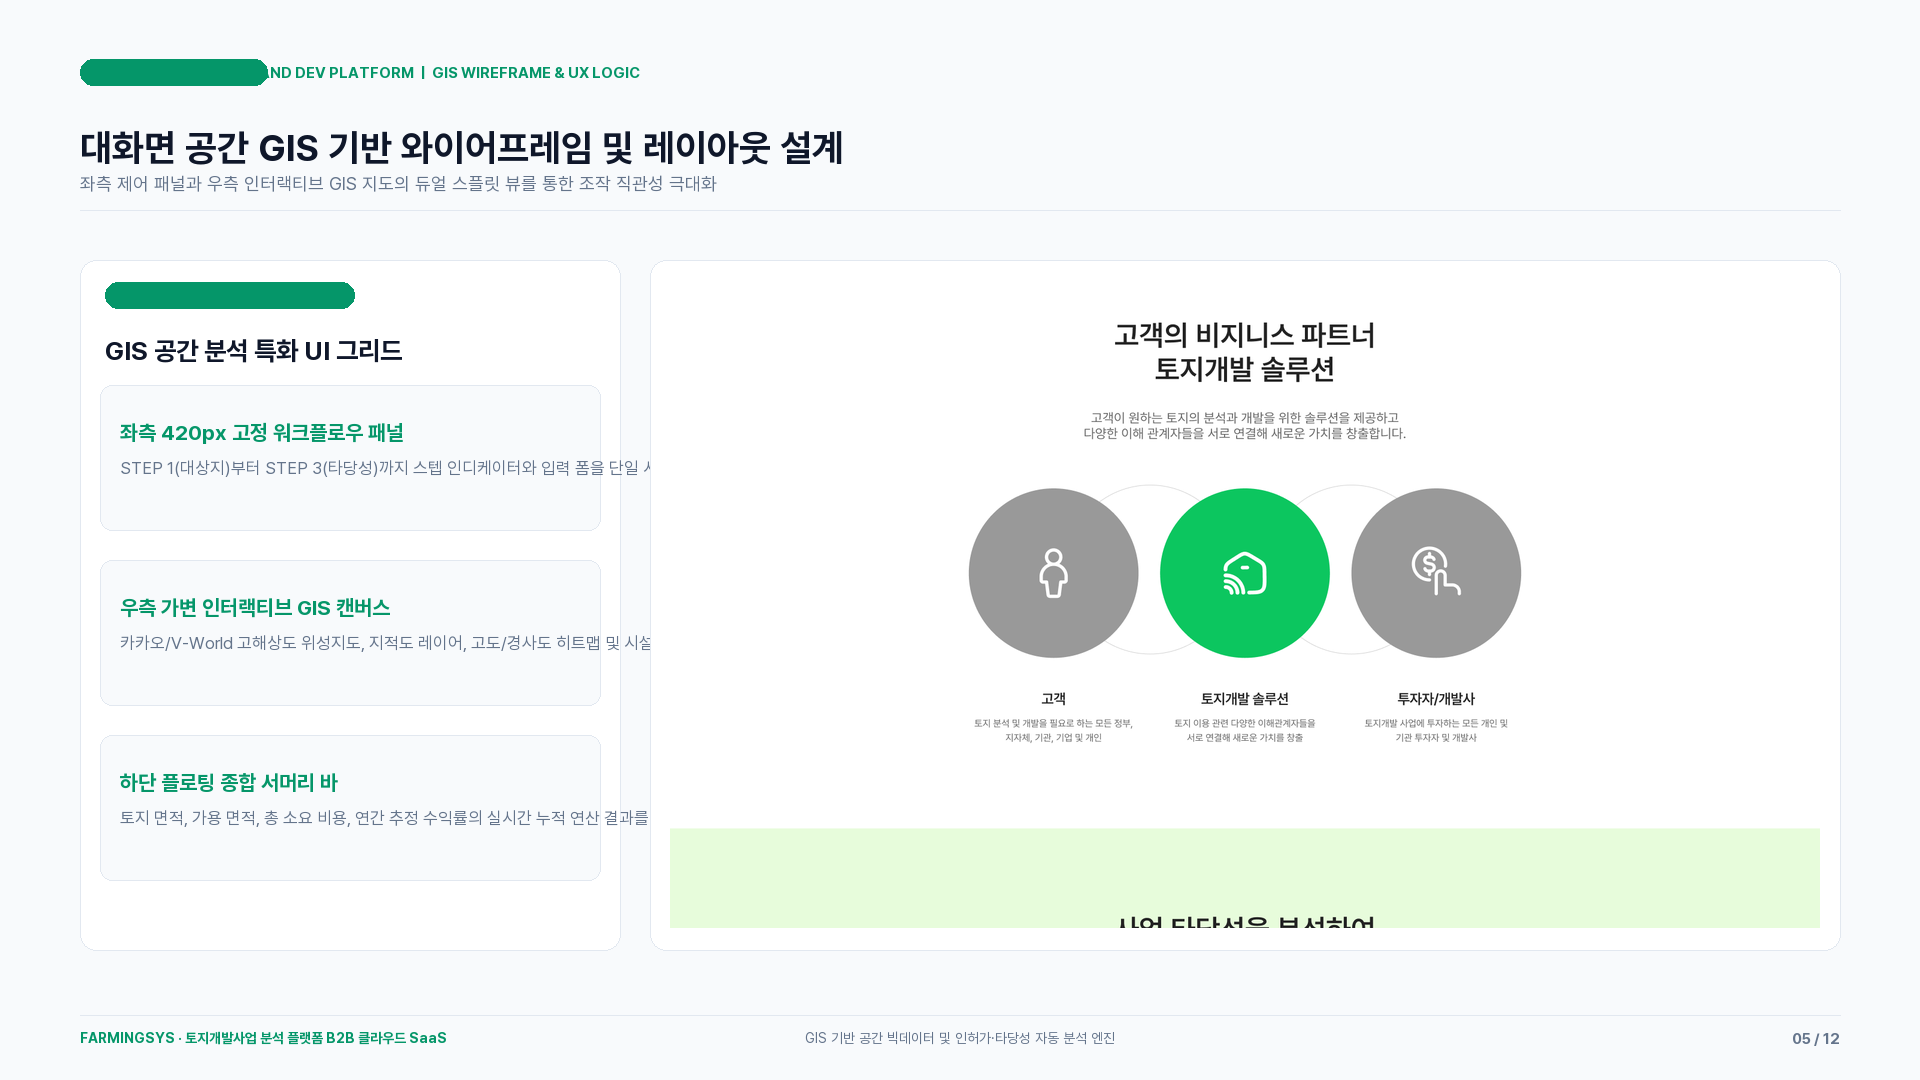 AND DEV PLATFORM | GIS WIREFRAME & UX LOGIC
대화면 공간 GIS 기반 와이어프레임 및 레이아웃 설계
좌측 제어 패널과 우측 인터랙티브 GIS 지도의 듀얼 스플릿 뷰를 통한 조작 직관성 극대화
GIS 공간 분석 특화 UI 그리드
좌측 420px 고정 워크플로우 패널
STEP 1(대상지)부터 STEP 3(타당성)까지 스텝 인디케이터와 입력 폼을 단일
우측 가변 인터랙티브 GIS 캔버스
카카오/V-World 고해상도 위성지도, 지적도 레이어, 고도/경사도 히트맵 및 시설
하단 플로팅 종합 서머리 바
토지 면적, 가용 면적, 총 소요 비용, 연간 추정 수익률의 실시간 누적 연산 결과를
고객의 비지니스 파트너
토지개발 솔루션
고객이 원하는 토지의 분석과 개발을 위한 솔루션을 제공하고
다양한 이해 관계자들을 서로 연결해 새로운 가치를 창출합니다.
고객
토지 분석 및 개발을 필요로 하는 모든 정부,
지자체, 기관, 기업 및 개인
토지개발 솔루션
토지 이용 관련 다양한 이해관계자들을
서로 연결해 새로운 가치를 창출
투자자/개발사
토지개발 사업에 투자하는 모든 개인 및
기관 투자자 및 개발사
사업 타당성을 분석하여
FARMINGSYS · 토지개발사업 분석 플랫폼 B2B 클라우드 SaaS
GIS 기반 공간 빅데이터 및 인허가·타당성 자동 분석 엔진
05 / 12